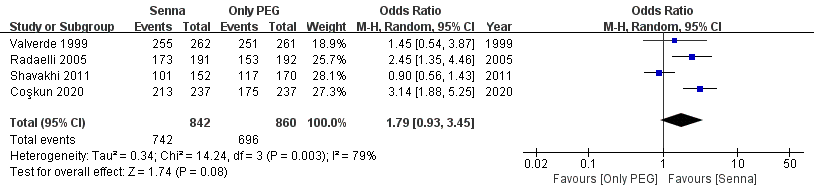 Senna Only PEG Odds Ratio Odds Ratio
Study or Subgroup Events Total Events Total Weight M-H, Random, 95% CI Year M-H, Random, 95% CI
Valverde 1999 255 262 251 261 18.9% 1.45 [0.54, 3.87] 1999
Radaelli 2005 173 191 153 192 25.7% 2.45 [1.35, 4.46] 2005
Shavakhi 2011 101 152 117 170 28.1% 0.90 [0.56, 1.43] 2011
Coşkun 2020 213 237 175 237 27.3% 3.14 [1.88, 5.25] 2020
Total (95% CI) 842 860 100.0% 1.79 [0.93, 3.45]
Total events 742 696
Heterogeneity: Tau² = 0.34; Chi² = 14.24, df = 3 (P = 0.003); I² = 79%
Test for overall effect: Z = 1.74 (P = 0.08)
0.02 0.1 1 10 50
Favours [Only PEG] Favours [Senna]